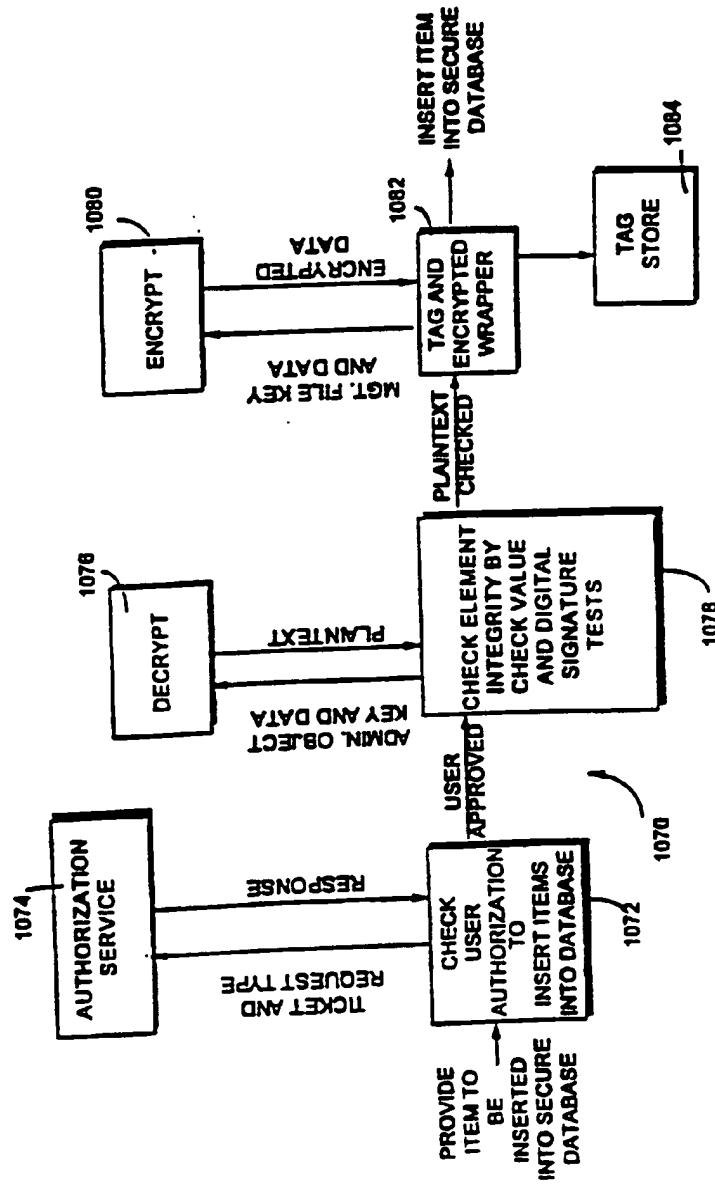 PROVIDE
ITEM TO
BE
INSERTED
INTO SECURE
DATABASE
1074
AUTHORIZATION
SERVICE
TICKET AND
REQUEST TYPE
RESPONSE
CHECK
USER
AUTHORIZATION
TO
INSERT ITEMS
INTO DATABASE
1072
USER
APPROVED
1070
1076
DECRYPT
ADMIN. OBJECT
KEY AND DATA
PLAINTEXT
CHECK ELEMENT
INTEGRITY BY
CHECK VALUE
AND DIGITAL
SIGNATURE
TESTS
1078
PLAINTEXT
CHECKED
1080
ENCRYPT
MGT. FILE KEY
AND DATA
ENCRYPTED
DATA
1082
TAG AND
ENCRYPTED
WRAPPER
INSERT ITEM
INTO SECURE
DATABASE
TAG
STORE
1084